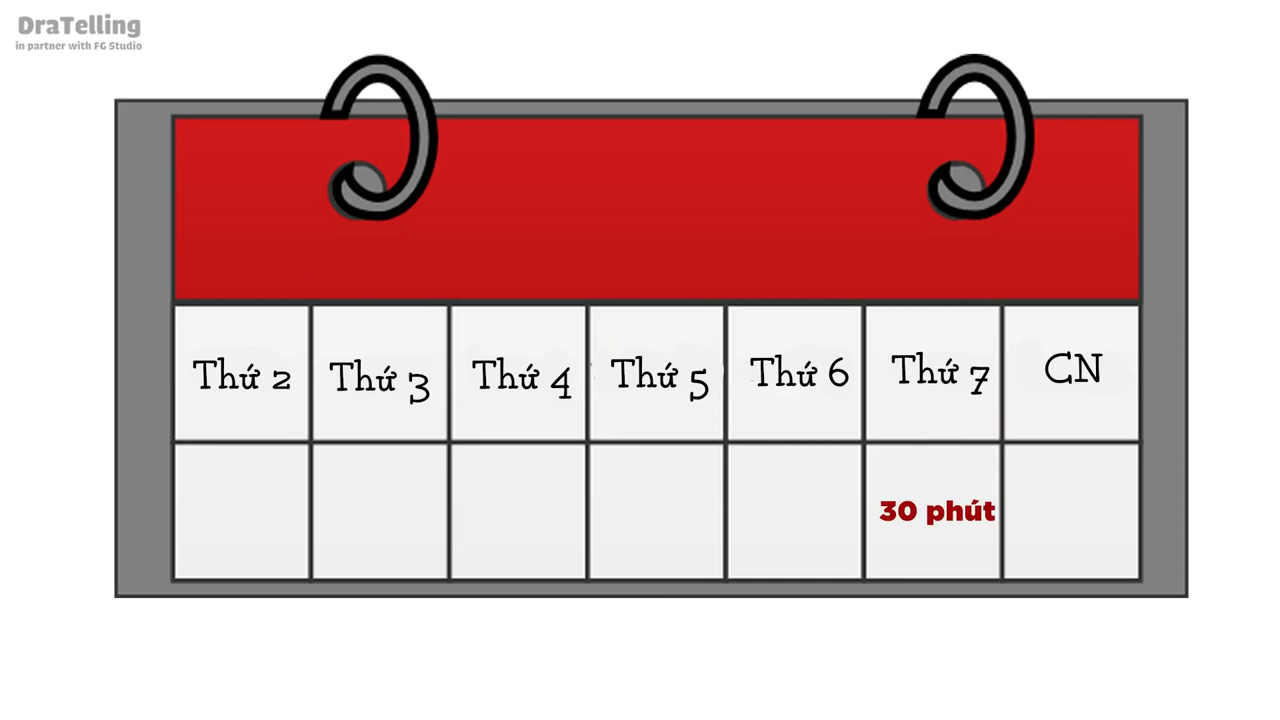 DraTelling
in partner with FG Studio
Thứ 2 Thứ 3 Thứ 4 Thứ 5 Thứ 6 Thứ 7 CN
30 phút